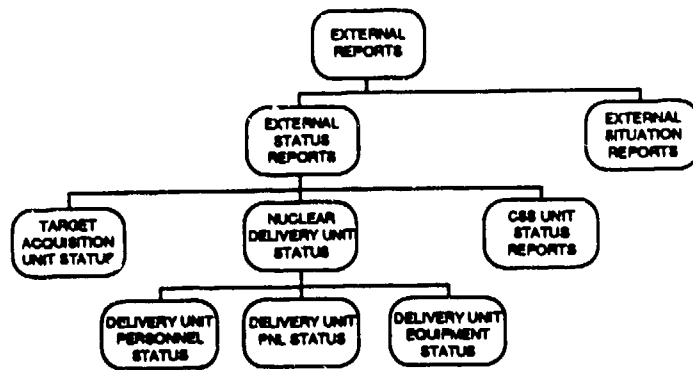 EXTERNAL
REPORTS
EXTERNAL
STATUS
REPORTS
EXTERNAL
SITUATION
REPORTS
TARGET
ACQUISITION
UNIT STATUS
NUCLEAR
DELIVERY UNIT
STATUS
CSS UNIT
STATUS
REPORTS
DELIVERY UNIT
PERSONNEL
STATUS
DELIVERY UNIT
PNL STATUS
DELIVERY UNIT
EQUIPMENT
STATUS